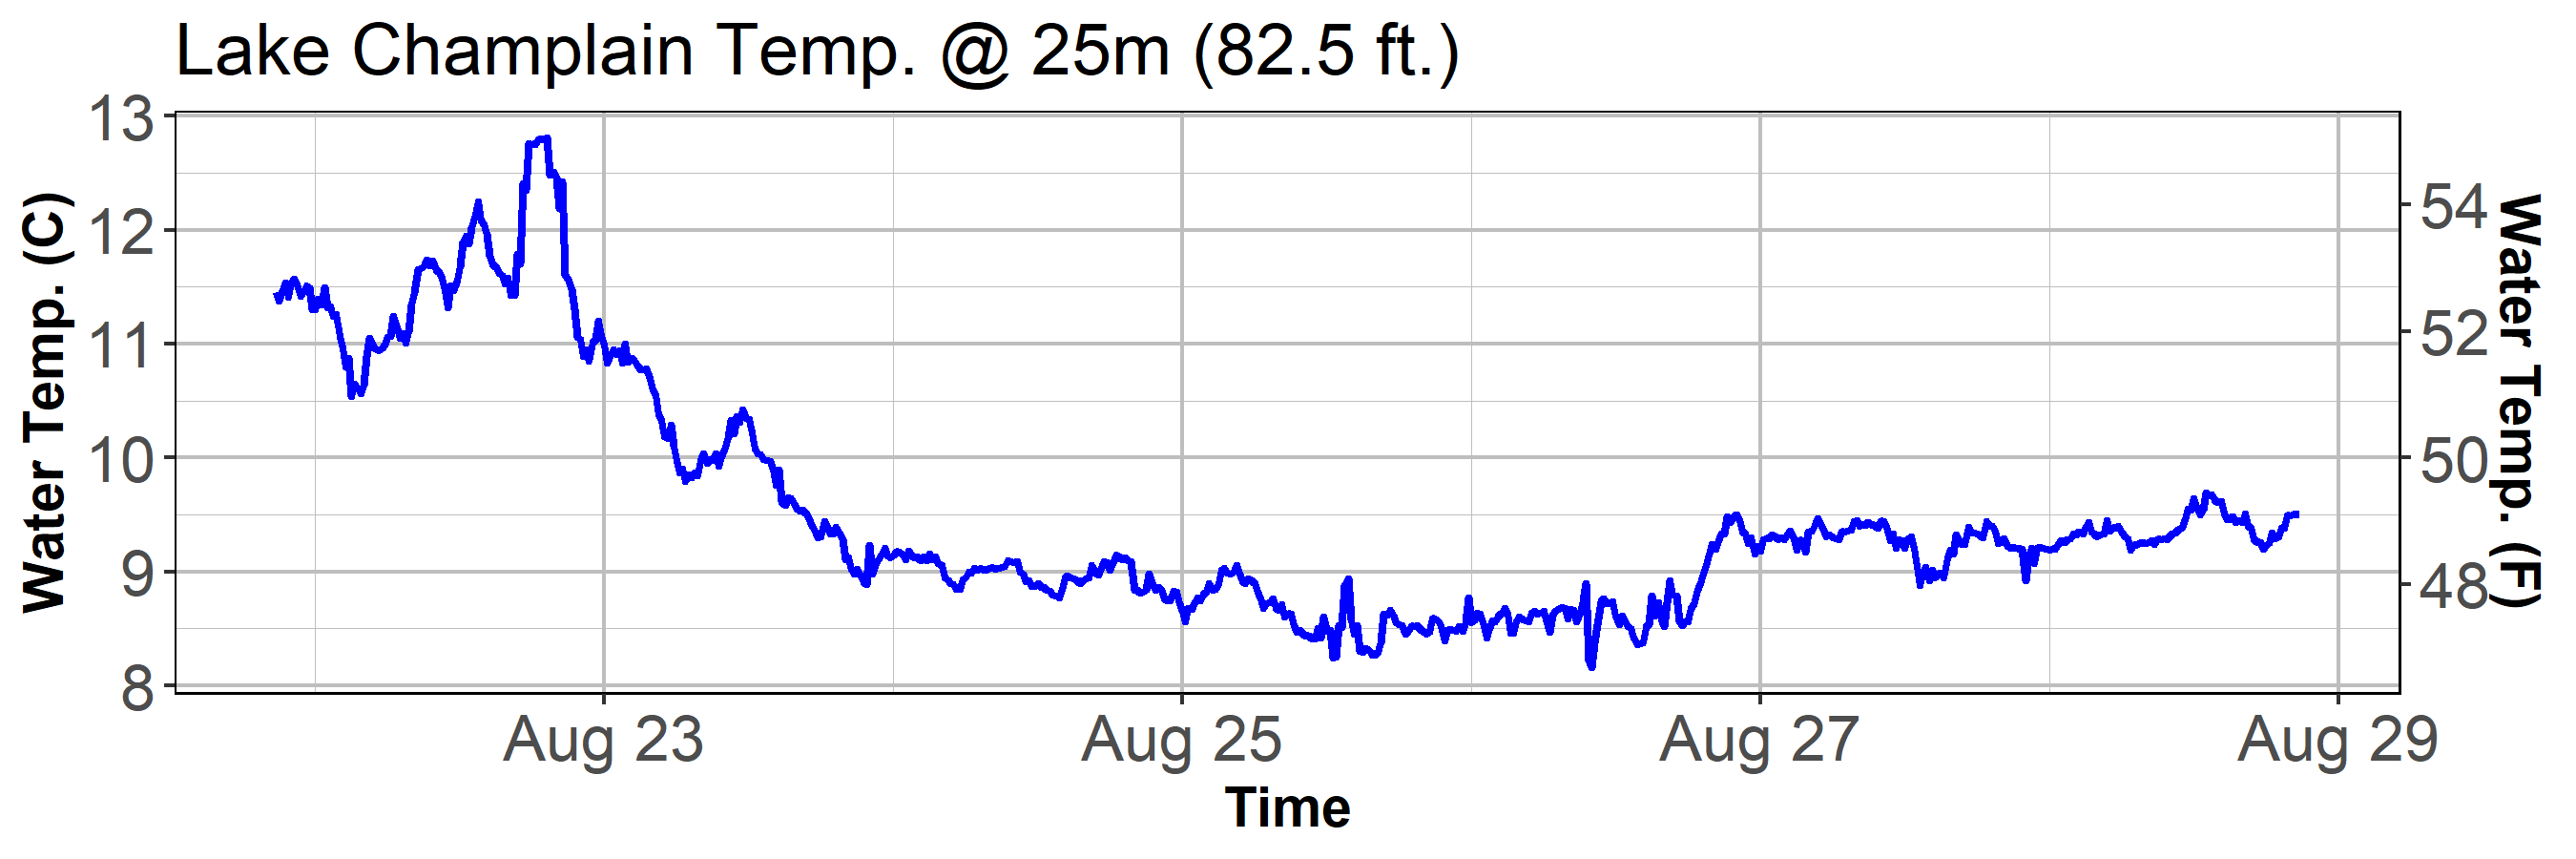 Lake Champlain Temp. @ 25m (82.5 ft.)
Water Temp. (C)
13
12
11
10
9
8
54
52
50
48
Water Temp. (F)
Aug 23 Aug 25 Aug 27 Aug 29
Time